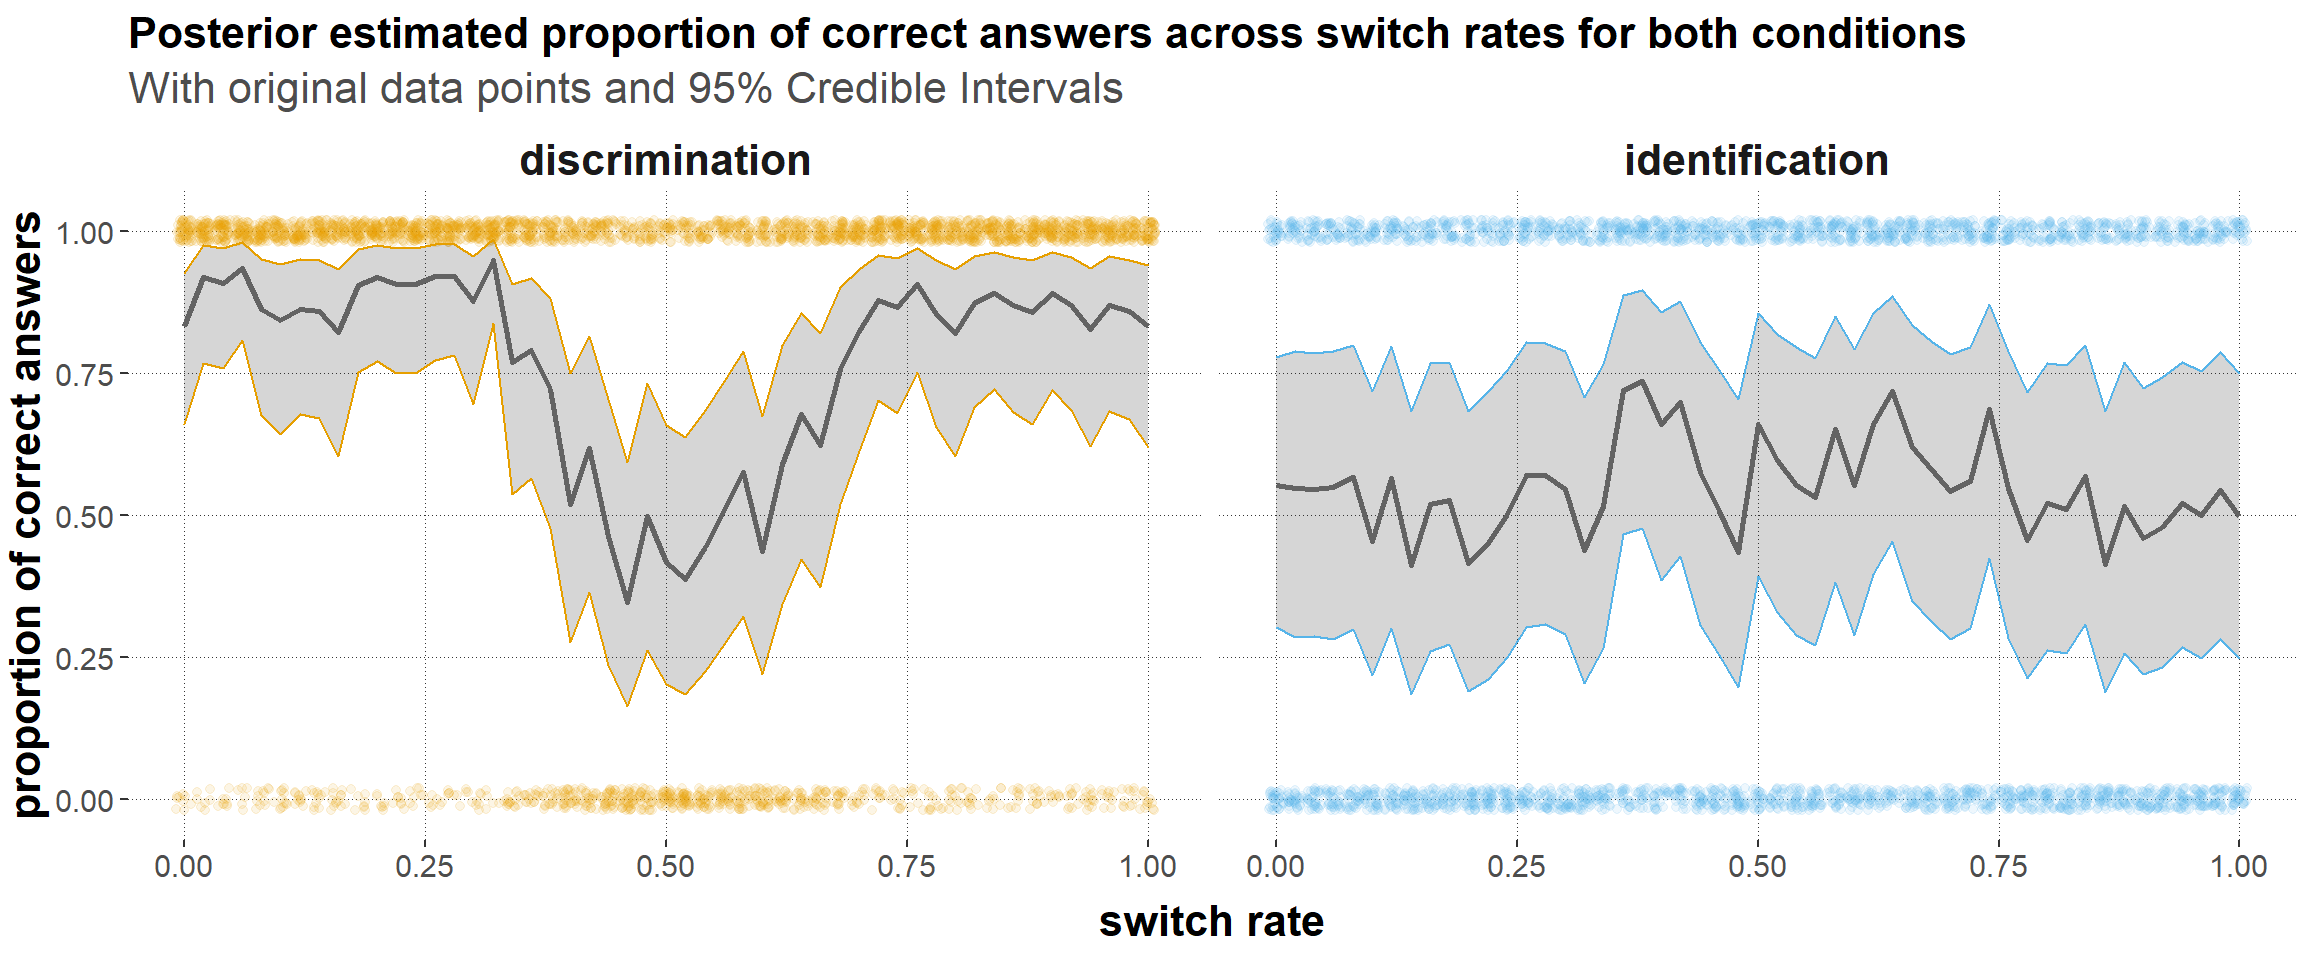 Posterior estimated proportion of correct answers across switch rates for both conditions
With original data points and 95% Credible Intervals
discrimination
identification
proportion of correct answers
1.00
0.75
0.50
0.25
0.00
0.00 0.25 0.50 0.75 1.00
0.00 0.25 0.50 0.75 1.00
switch rate